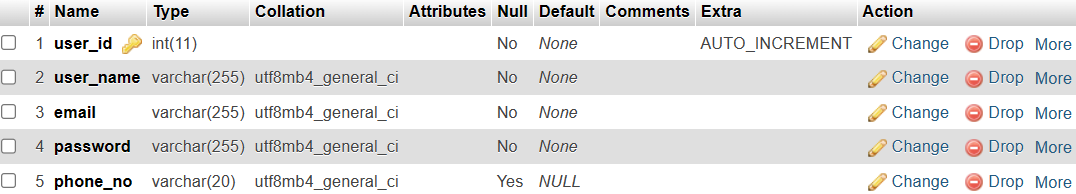 # Name Type Collation Attributes Null Default Comments Extra Action
1 user_id int(11) No None AUTO_INCREMENT Change Drop More
2 user_name varchar(255) utf8mb4_general_ci No None Change Drop More
3 email varchar(255) utf8mb4_general_ci No None Change Drop More
4 password varchar(255) utf8mb4_general_ci No None Change Drop More
5 phone_no varchar(20) utf8mb4_general_ci Yes NULL Change Drop More